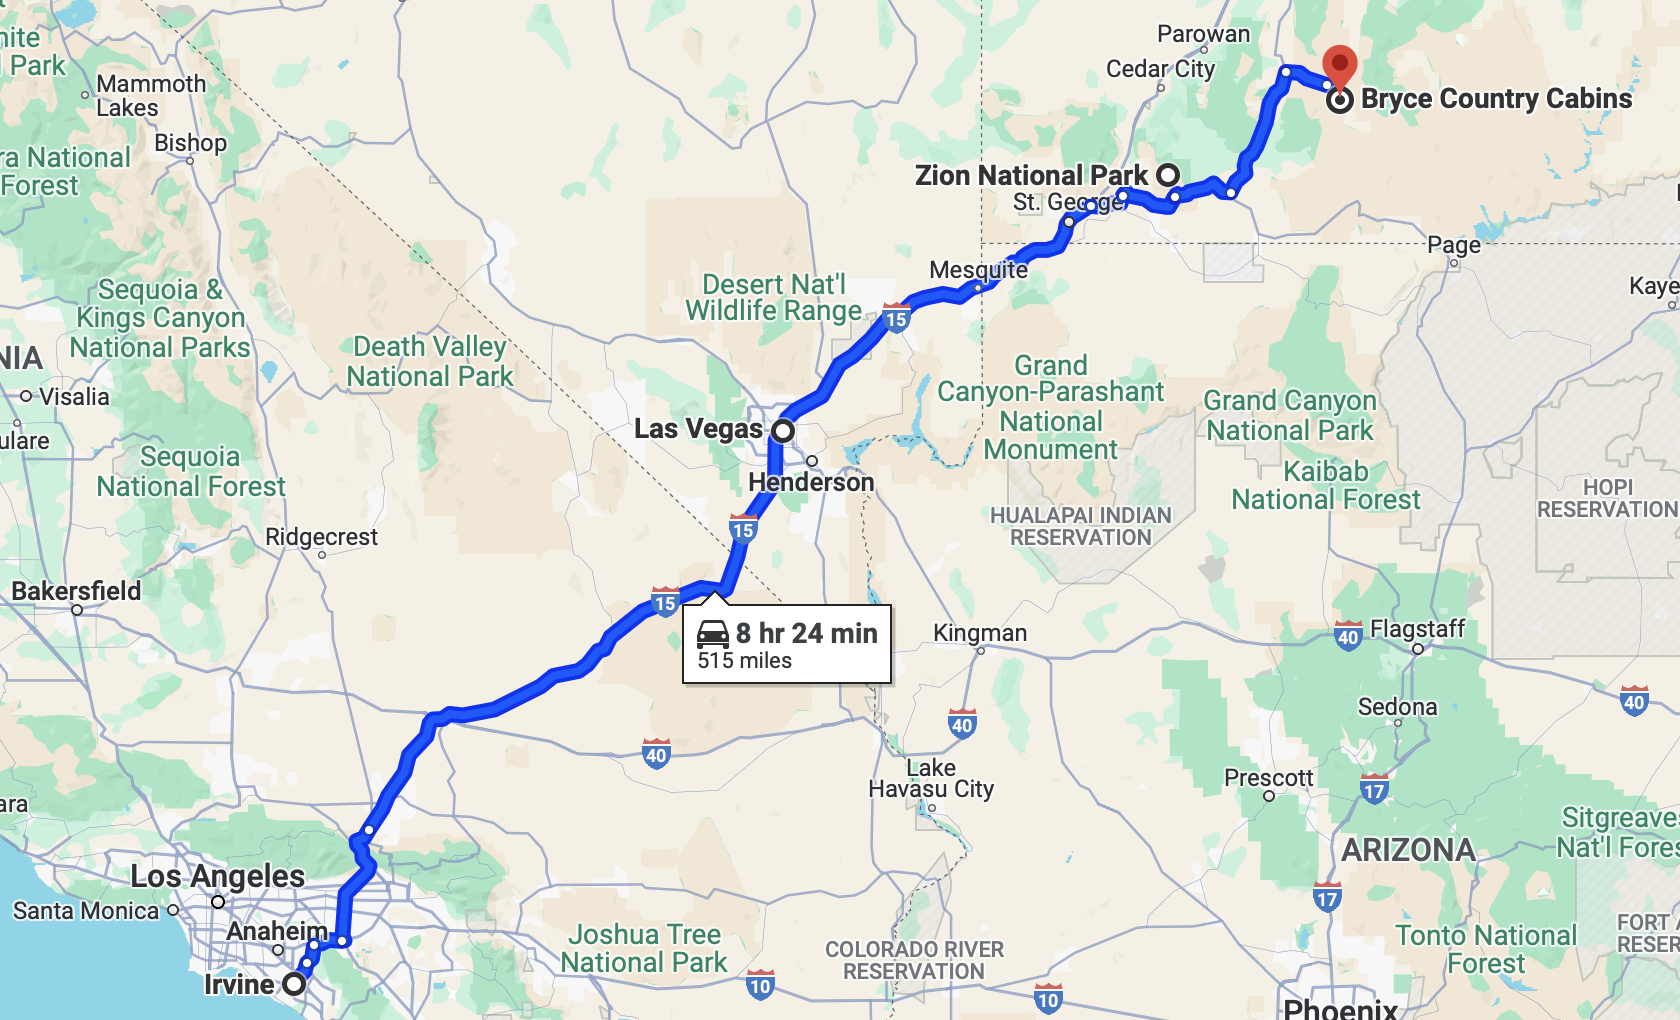 Parowan
Cedar City
nite
l Park
Mammoth
Lakes
Bryce Country Cabins
Bishop
ra National
Forest
Zion National Park
St. George
Page
Mesquite
Kaye
Desert Nat'l
Wildlife Range
Sequoia &
Kings Canyon
National Parks
15
NIA
Death Valley
National Park
Grand
Canyon-Parashant
National
Monument
Visalia
Grand Canyon
National Park
ulare
Las Vegas
Sequoia
National Forest
Henderson
Kaibab
National Forest
HOPI
RESERVATION
HUALAPAI INDIAN
RESERVATION
15
Ridgecrest
Bakersfield
15
8 hr 24 min
515 miles
Kingman
40
Flagstaff
40
Sedona
40
40
Lake
Havasu City
Prescott
17
ara
Sitgreaves
Nat'l Fores
ARIZONA
Los Angeles
17
Santa Monica
Anaheim
Joshua Tree
National Park
COLORADO RIVER
RESERVATION
Tonto National
Forest
FORT A
RESER
Irvine
10
10
Phoenix